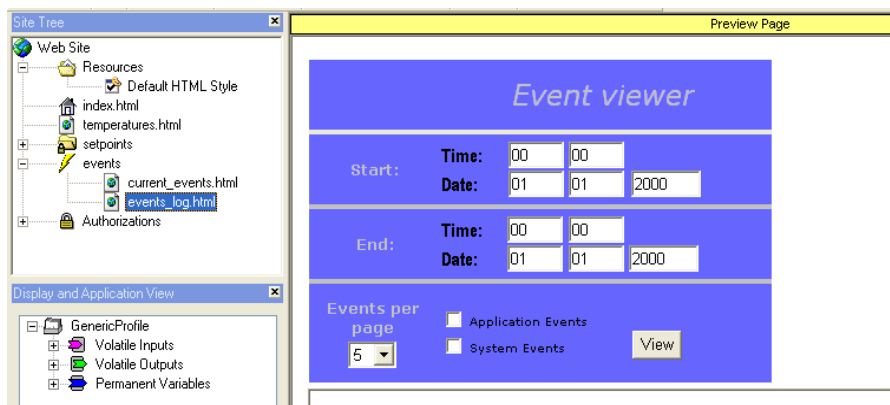 Site Tree
Web Site
Resources
Default HTML Style
index.html
temperatures.html
setpoints
events
current_events.html
events_log.html
Authorizations
Display and Application View
GenericProfile
Volatile Inputs
Volatile Outputs
Permanent Variables
Preview Page
Event viewer
Start:
Time: 00 00
Date: 01 01 2000
End:
Time: 00 00
Date: 01 01 2000
Events per
page
5
Application Events
System Events
View